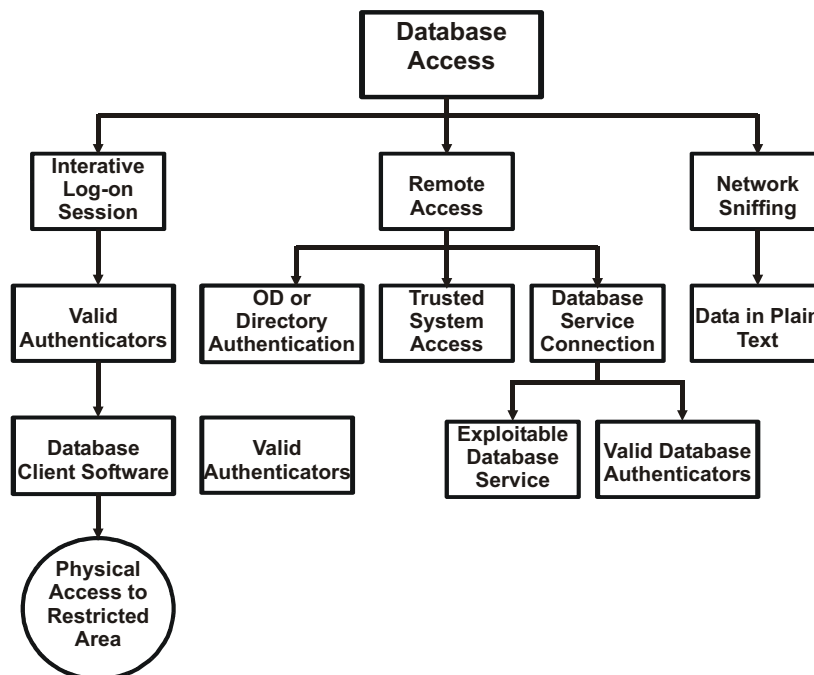 Database
Access
Interative
Log-on
Session
Remote
Access
Network
Sniffing
Valid
Authenticators
OD or
Directory
Authentication
Trusted
System
Access
Database
Service
Connection
Data in Plain
Text
Database
Client Software
Valid
Authenticators
Exploitable
Database
Service
Valid Database
Authenticators
Physical
Access to
Restricted
Area